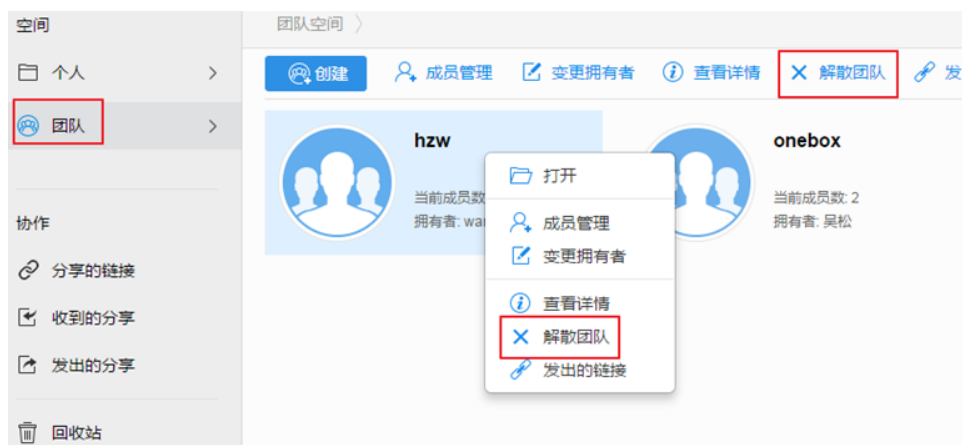 空间
个人
团队
协作
分享的链接
收到的分享
发出的分享
回收站
团队空间
创建 成员管理 变更拥有者 查看详情 解散团队 发
hzw
当前成员数
拥有者: wa
打开
成员管理
变更拥有者
查看详情
解散团队
发出的链接
onebox
当前成员数: 2
拥有者: 吴松